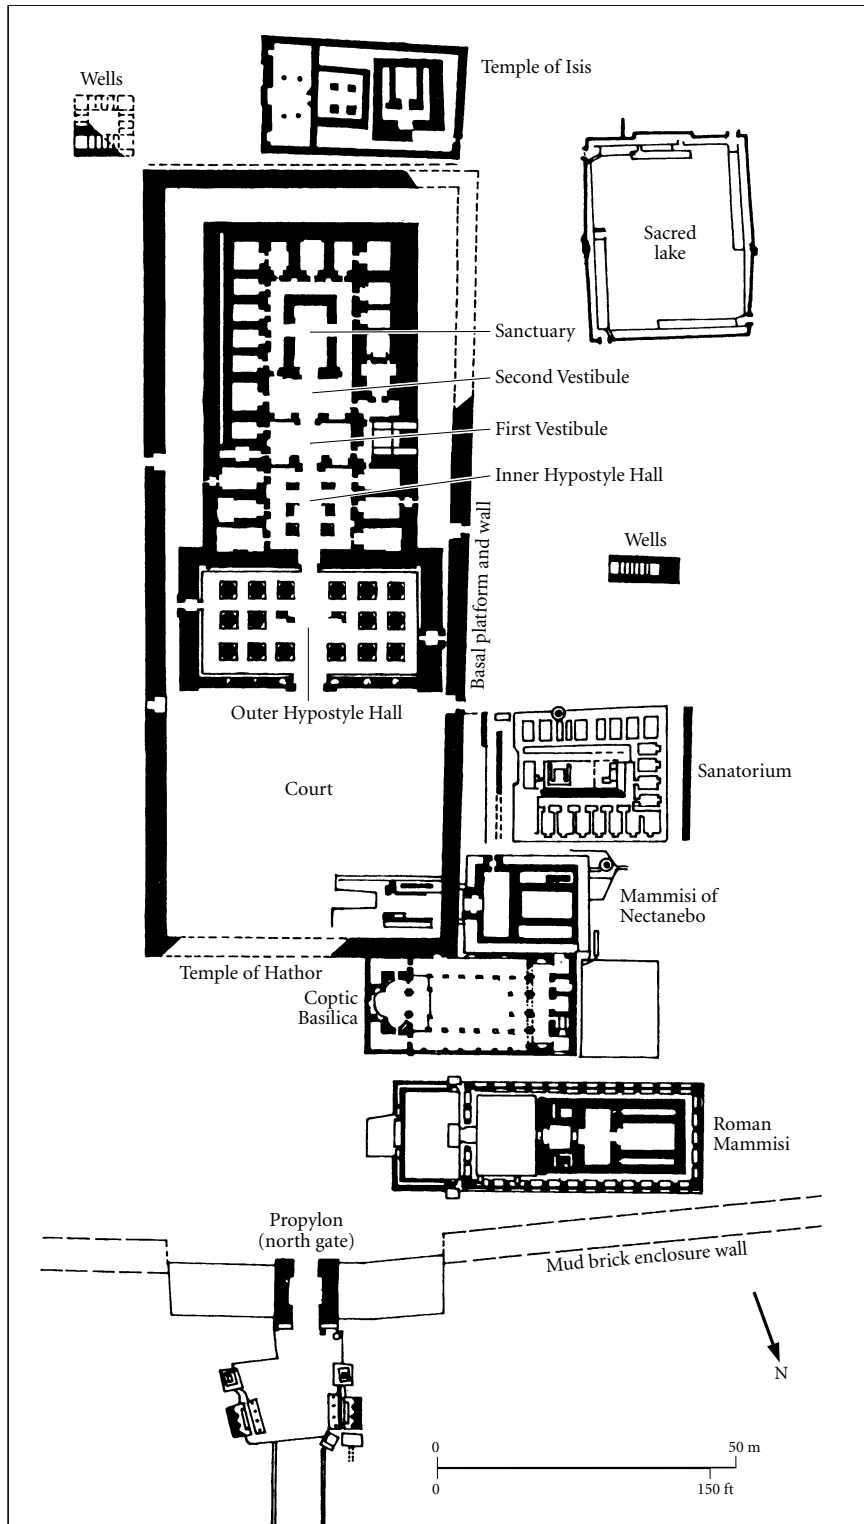 Temple of Isis
Wells
Sacred
lake
Sanctuary
Second Vestibule
First Vestibule
Inner Hypostyle Hall
Basal platform and wall
Wells
Outer Hypostyle Hall
Court
Sanatorium
Mammisi of
Nectanebo
Temple of Hathor
Coptic
Basilica
Roman
Mammisi
Propylon
(north gate)
Mud brick enclosure wall
N
0
50 m
0
150 ft